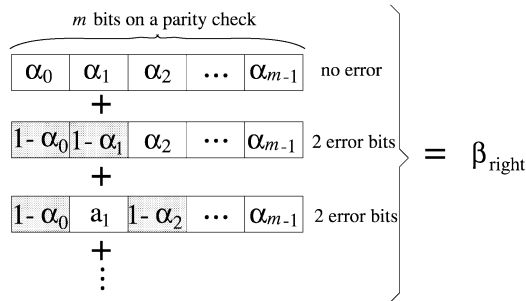 m bits on a parity check
α0 α1 α2 ... αm-1 no error
+
1- α0 1- α1 α2 ... αm-1 2 error bits
+
= βright
1- α0 a1 1- α2 ... αm-1 2 error bits
+
⋮